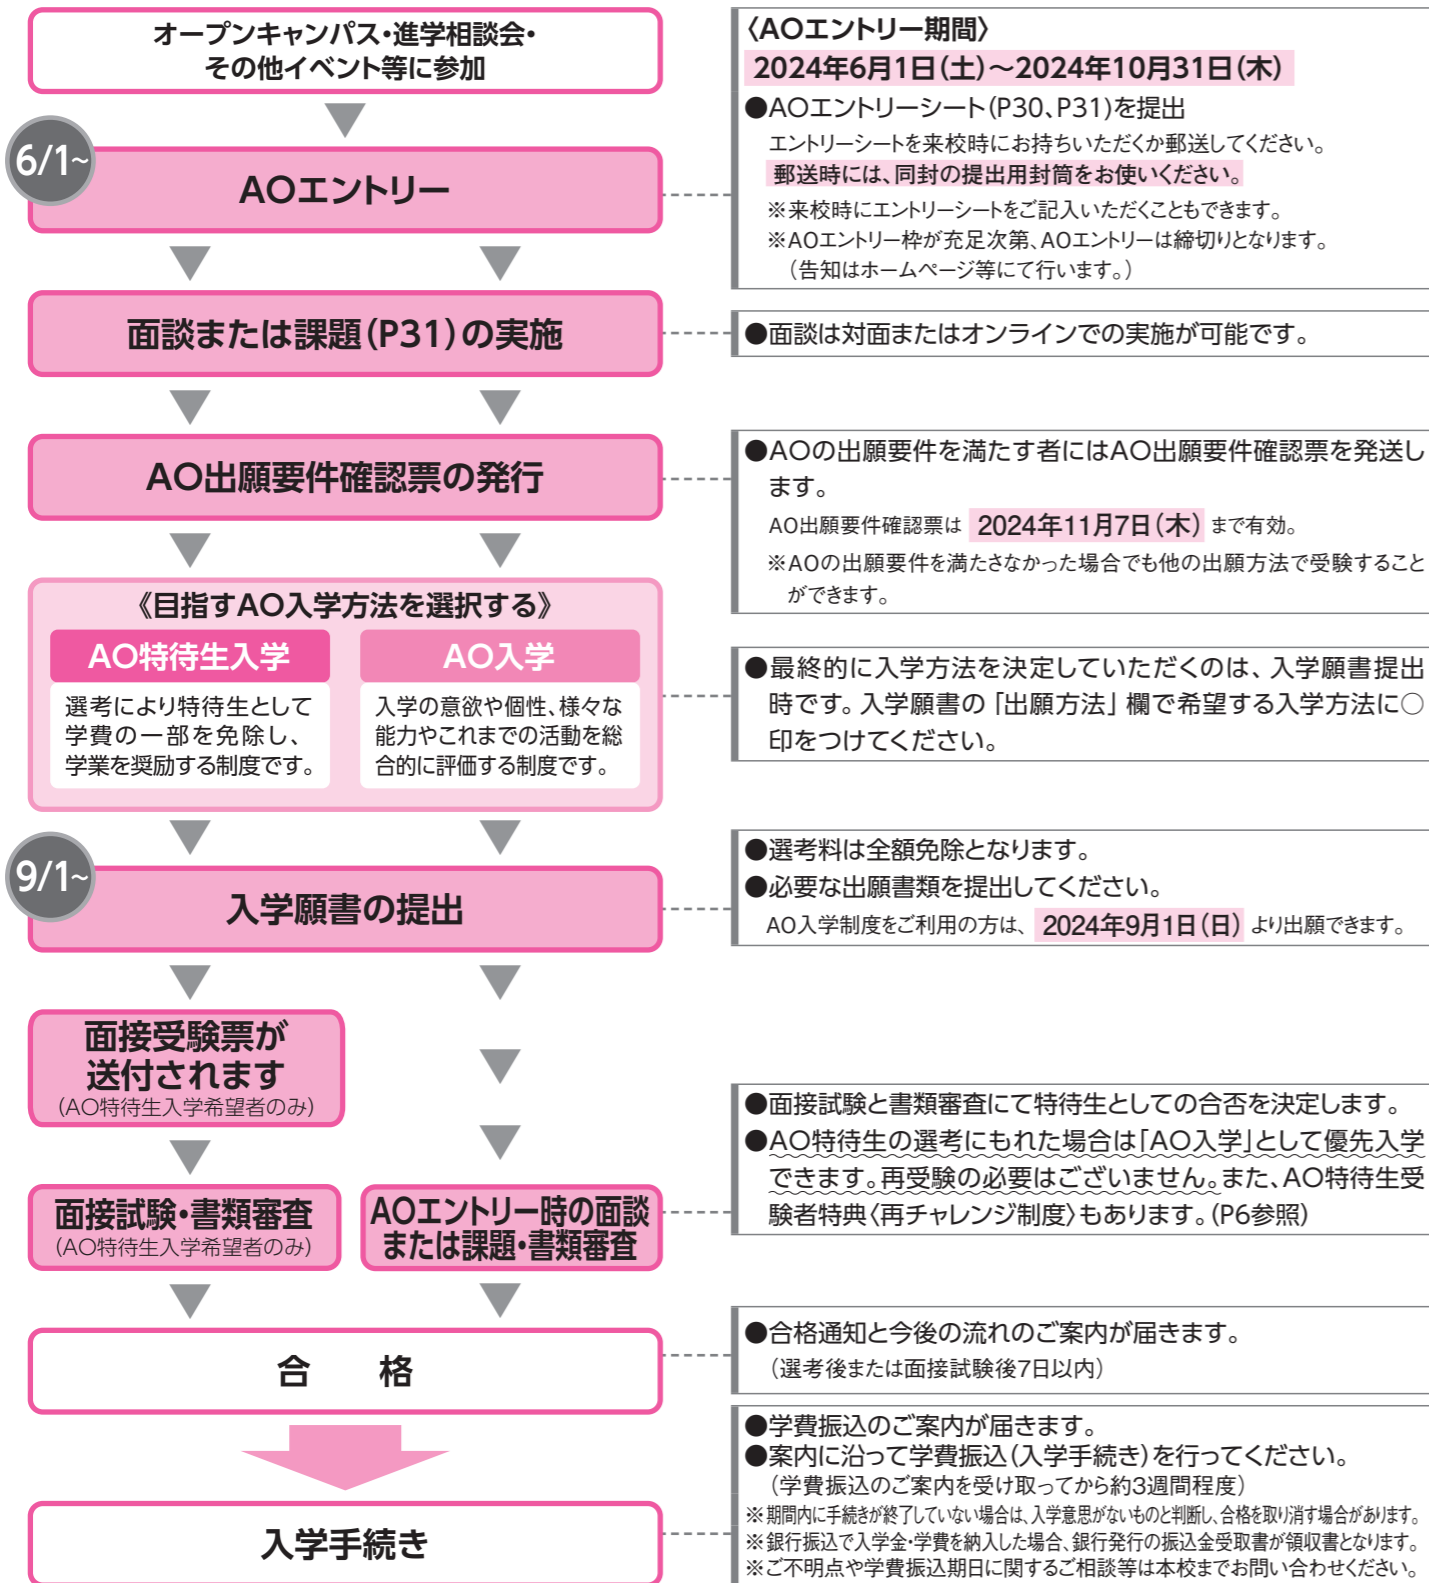 オープンキャンパス・進学相談会・
その他イベント等に参加
6/1~
AOエントリー
〈AOエントリー期間〉
2024年6月1日(土)～2024年10月31日(木)
●AOエントリーシート(P30、P31)を提出
エントリーシートを来校時にお持ちいただくか郵送してください。
郵送時には、同封の提出用封筒をお使いください。
※来校時にエントリーシートをご記入いただくこともできます。
※AOエントリー枠が充足次第、AOエントリーは締切りとなります。
（告知はホームページ等にて行います。）
面談または課題(P31)の実施
●面談は対面またはオンラインでの実施が可能です。
AO出願要件確認票の発行
●AOの出願要件を満たす者にはAO出願要件確認票を発送し
ます。
AO出願要件確認票は 2024年11月7日(木) まで有効。
※AOの出願要件を満たさなかった場合でも他の出願方法で受験すること
ができます。
《目指すAO入学方法を選択する》
AO特待生入学
選考により特待生として
学費の一部を免除し、
学業を奨励する制度です。
AO入学
入学の意欲や個性、様々な
能力やこれまでの活動を総
合的に評価する制度です。
●最終的に入学方法を決定していただくのは、入学願書提出
時です。入学願書の「出願方法」欄で希望する入学方法に○
印をつけてください。
9/1~
入学願書の提出
●選考料は全額免除となります。
●必要な出願書類を提出してください。
AO入学制度をご利用の方は、 2024年9月1日(日) より出願できます。
面接受験票が
送付されます
(AO特待生入学希望者のみ)
面接試験・書類審査
(AO特待生入学希望者のみ)
AOエントリー時の面談
または課題・書類審査
●面接試験と書類審査にて特待生としての合否を決定します。
●AO特待生の選考にもれた場合は「AO入学」として優先入学
できます。再受験の必要はございません。また、AO特待生受
験者特典〈再チャレンジ制度〉もあります。(P6参照)
合　格
●合格通知と今後の流れのご案内が届きます。
（選考後または面接試験後7日以内）
入学手続き
●学費振込のご案内が届きます。
●案内に沿って学費振込(入学手続き)を行ってください。
（学費振込のご案内を受け取ってから約3週間程度）
※期間内に手続きが終了していない場合は、入学意思がないものと判断し、合格を取り消す場合があります。
※銀行振込で入学金・学費を納入した場合、銀行発行の振込金受取書が領収書となります。
※ご不明点や学費振込期日に関するご相談等は本校までお問い合わせください。